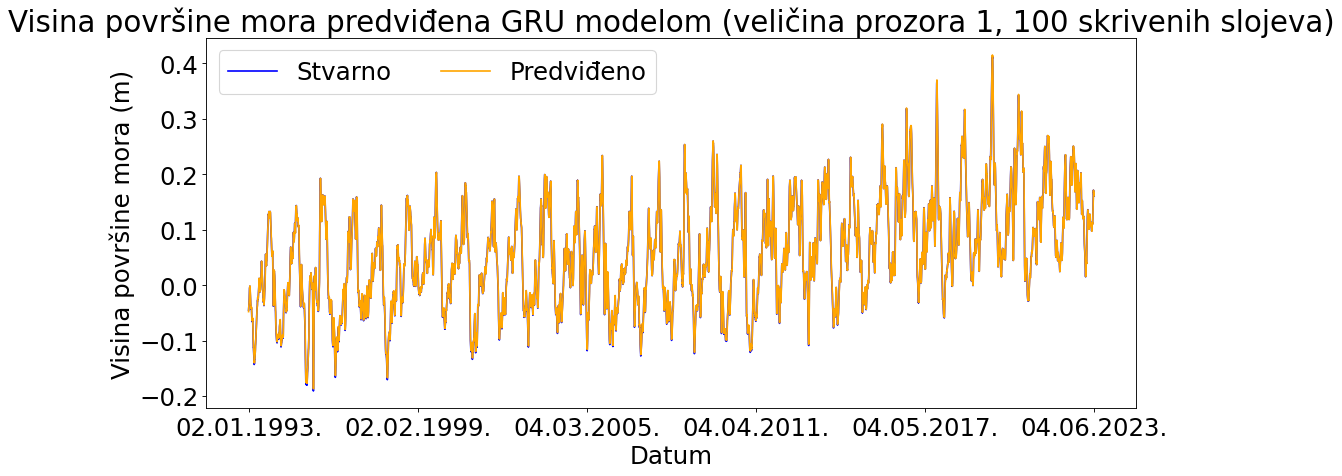 Visina površine mora predviđena GRU modelom (veličina prozora 1, 100 skrivenih slojeva)
Stvarno Predviđeno
Visina površine mora (m)
0.4
0.3
0.2
0.1
0.0
−0.1
−0.2
02.01.1993. 02.02.1999. 04.03.2005. 04.04.2011. 04.05.2017. 04.06.2023.
Datum